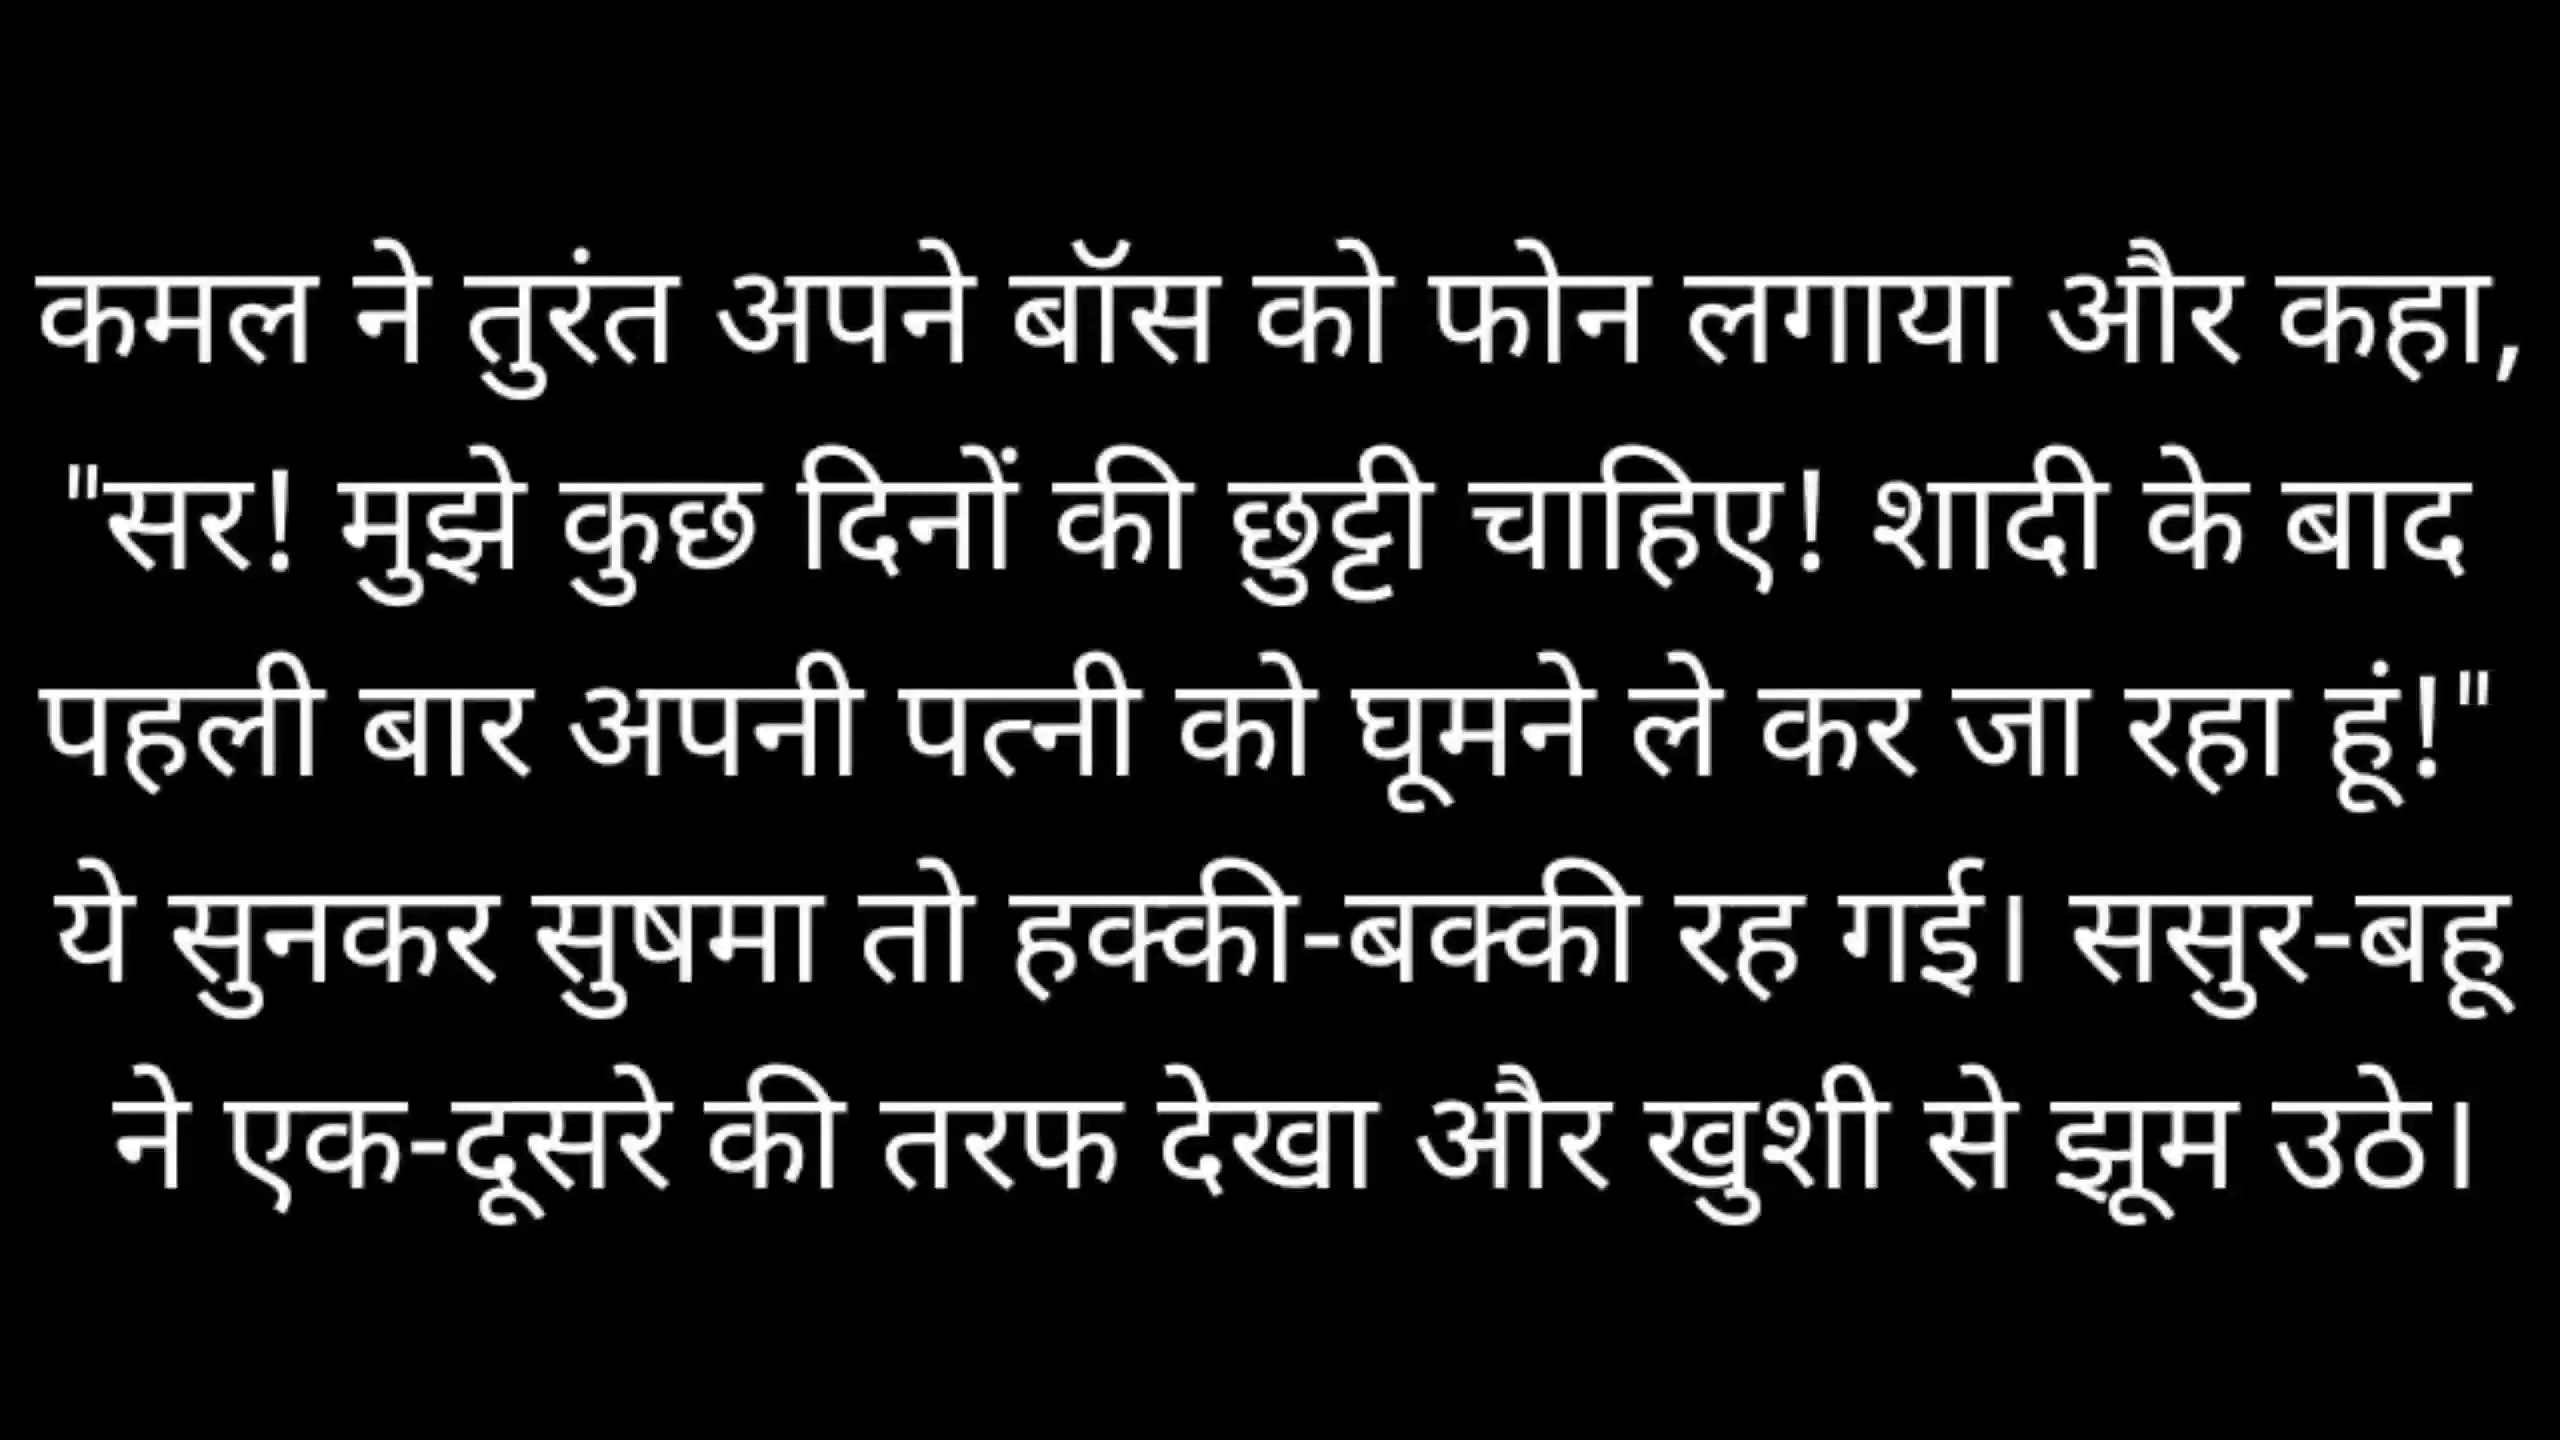 कमल ने तुरंत अपने बॉस को फोन लगाया और कहा,
"सर! मुझे कुछ दिनों की छुट्टी चाहिए! शादी के बाद
पहली बार अपनी पत्नी को घूमने ले कर जा रहा हूं!"
ये सुनकर सुषमा तो हक्की-बक्की रह गई। ससुर-बहू
ने एक-दूसरे की तरफ देखा और खुशी से झूम उठे।